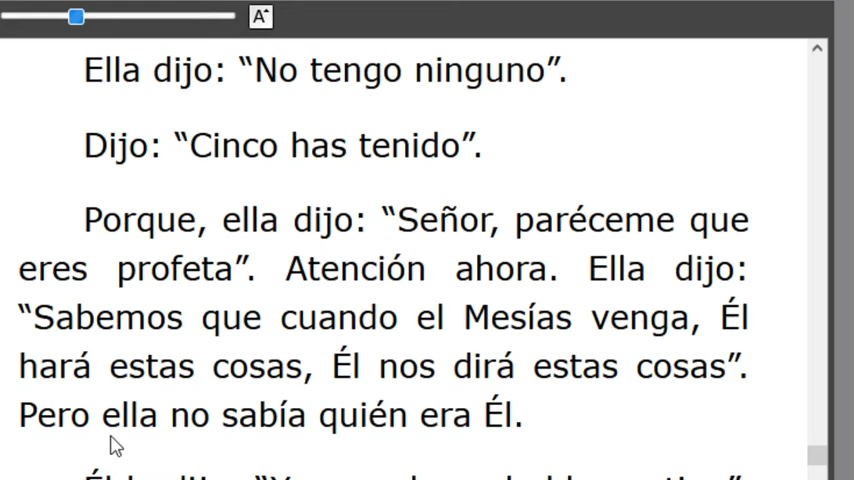 A
Ella dijo: “No tengo ninguno”.
Dijo: “Cinco has tenido”.
Porque, ella dijo: “Señor, paréceme que
eres profeta”. Atención ahora. Ella dijo:
“Sabemos que cuando el Mesías venga, Él
hará estas cosas, Él nos dirá estas cosas”.
Pero ella no sabía quién era Él.